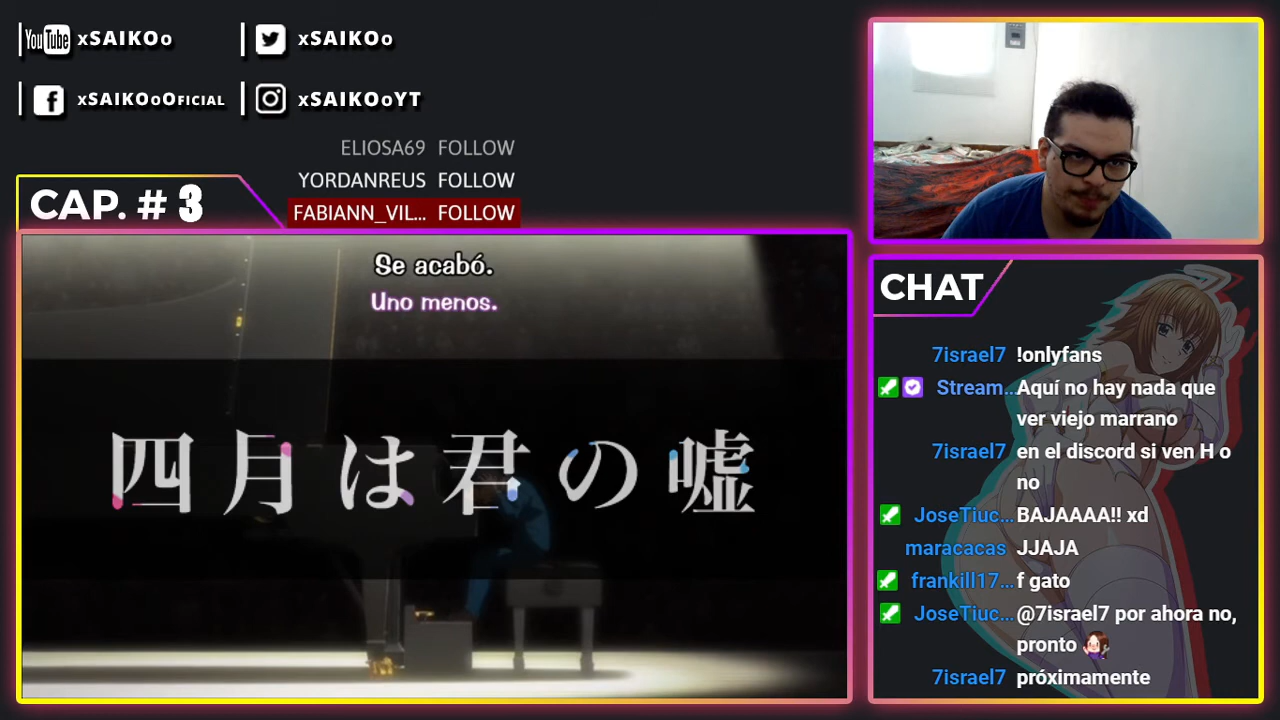 YouTube xSAIKOo
xSAIKOo
xSAIKOoOFICIAL
xSAIKOoYT
ELIOSA69 FOLLOW
YORDANREUS FOLLOW
FABIANN_VIL... FOLLOW
CAP. # 3
Se acabó.
Uno menos.
四月は君の嘘
CHAT
7israel7 !onlyfans
Stream... Aquí no hay nada que
ver viejo marrano
7israel7 en el discord si ven H o
no
JoseTiuc... BAJAAAA!! xd
maracacas JJAJA
frankill17... f gato
JoseTiuc... @7israel7 por ahora no,
pronto
7israel7 próximamente